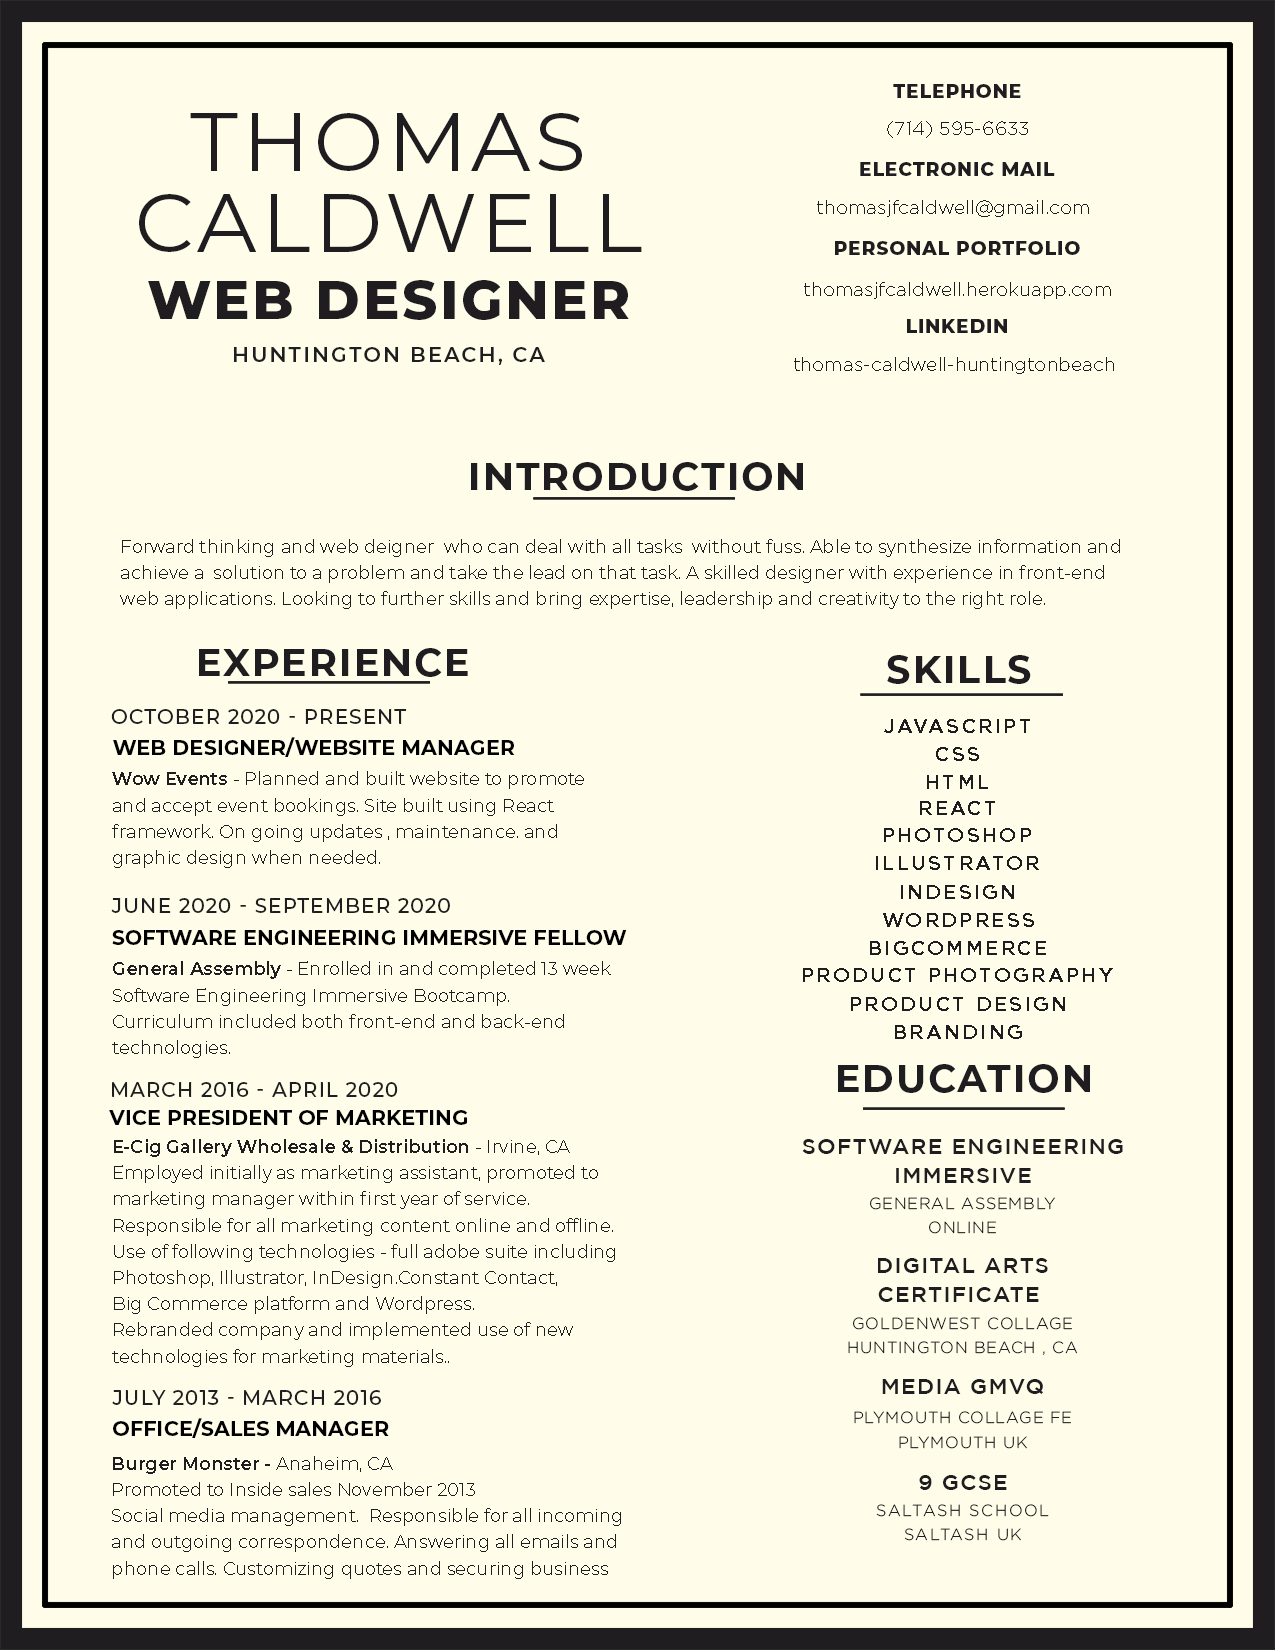 THOMAS
CALDWELL
WEB DESIGNER
HUNTINGTON BEACH, CA
TELEPHONE
(714) 595-6633
ELECTRONIC MAIL
thomasjfcaldwell@gmail.com
PERSONAL PORTFOLIO
thomasjfcaldwell.herokuapp.com
LINKEDIN
thomas-caldwell-huntingtonbeach
INTRODUCTION
Forward thinking and web deigner who can deal with all tasks without fuss. Able to synthesize information and
achieve a solution to a problem and take the lead on that task. A skilled designer with experience in front-end
web applications. Looking to further skills and bring expertise, leadership and creativity to the right role.
EXPERIENCE
OCTOBER 2020 - PRESENT
WEB DESIGNER/WEBSITE MANAGER
Wow Events - Planned and built website to promote
and accept event bookings. Site built using React
framework. On going updates , maintenance. and
graphic design when needed.
JUNE 2020 - SEPTEMBER 2020
SOFTWARE ENGINEERING IMMERSIVE FELLOW
General Assembly - Enrolled in and completed 13 week
Software Engineering Immersive Bootcamp.
Curriculum included both front-end and back-end
technologies.
MARCH 2016 - APRIL 2020
VICE PRESIDENT OF MARKETING
E-Cig Gallery Wholesale & Distribution - Irvine, CA
Employed initially as marketing assistant, promoted to
marketing manager within first year of service.
Responsible for all marketing content online and offline.
Use of following technologies - full adobe suite including
Photoshop, Illustrator, InDesign.Constant Contact,
Big Commerce platform and Wordpress.
Rebranded company and implemented use of new
technologies for marketing materials..
JULY 2013 - MARCH 2016
OFFICE/SALES MANAGER
Burger Monster - Anaheim, CA
Promoted to Inside sales November 2013
Social media management. Responsible for all incoming
and outgoing correspondence. Answering all emails and
phone calls. Customizing quotes and securing business
SKILLS
JAVASCRIPT
CSS
HTML
REACT
PHOTOSHOP
ILLUSTRATOR
INDESIGN
WORDPRESS
BIGCOMMERCE
PRODUCT PHOTOGRAPHY
PRODUCT DESIGN
BRANDING
EDUCATION
SOFTWARE ENGINEERING
IMMERSIVE
GENERAL ASSEMBLY
ONLINE
DIGITAL ARTS
CERTIFICATE
GOLDENWEST COLLAGE
HUNTINGTON BEACH , CA
MEDIA GMVQ
PLYMOUTH COLLAGE FE
PLYMOUTH UK
9 GCSE
SALTASH SCHOOL
SALTASH UK